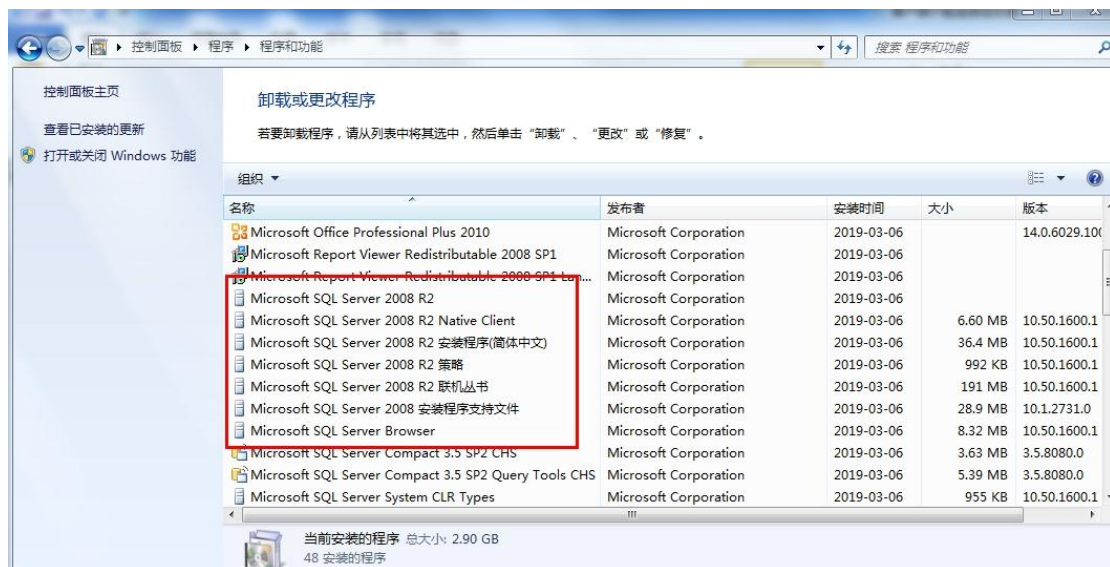 控制面板 ▸ 程序 ▸ 程序和功能
搜索 程序和功能
控制面板主页
查看已安装的更新
打开或关闭 Windows 功能
卸载或更改程序
若要卸载程序，请从列表中将其选中，然后单击“卸载”、“更改”或“修复”。
组织
名称 发布者 安装时间 大小 版本
Microsoft Office Professional Plus 2010 Microsoft Corporation 2019-03-06 14.0.6029.100
Microsoft Report Viewer Redistributable 2008 SP1 Microsoft Corporation 2019-03-06
Microsoft Report Viewer Redistributable 2008 SP1 Lan... Microsoft Corporation 2019-03-06
Microsoft SQL Server 2008 R2 Microsoft Corporation 2019-03-06
Microsoft SQL Server 2008 R2 Native Client Microsoft Corporation 2019-03-06 6.60 MB 10.50.1600.1
Microsoft SQL Server 2008 R2 安装程序(简体中文) Microsoft Corporation 2019-03-06 36.4 MB 10.50.1600.1
Microsoft SQL Server 2008 R2 策略 Microsoft Corporation 2019-03-06 992 KB 10.50.1600.1
Microsoft SQL Server 2008 R2 联机丛书 Microsoft Corporation 2019-03-06 191 MB 10.50.1600.1
Microsoft SQL Server 2008 安装程序支持文件 Microsoft Corporation 2019-03-06 28.9 MB 10.1.2731.0
Microsoft SQL Server Browser Microsoft Corporation 2019-03-06 8.32 MB 10.50.1600.1
Microsoft SQL Server Compact 3.5 SP2 CHS Microsoft Corporation 2019-03-06 3.63 MB 3.5.8080.0
Microsoft SQL Server Compact 3.5 SP2 Query Tools CHS Microsoft Corporation 2019-03-06 5.39 MB 3.5.8080.0
Microsoft SQL Server System CLR Types Microsoft Corporation 2019-03-06 955 KB 10.50.1600.1
当前安装的程序 总大小: 2.90 GB
48 安装的程序